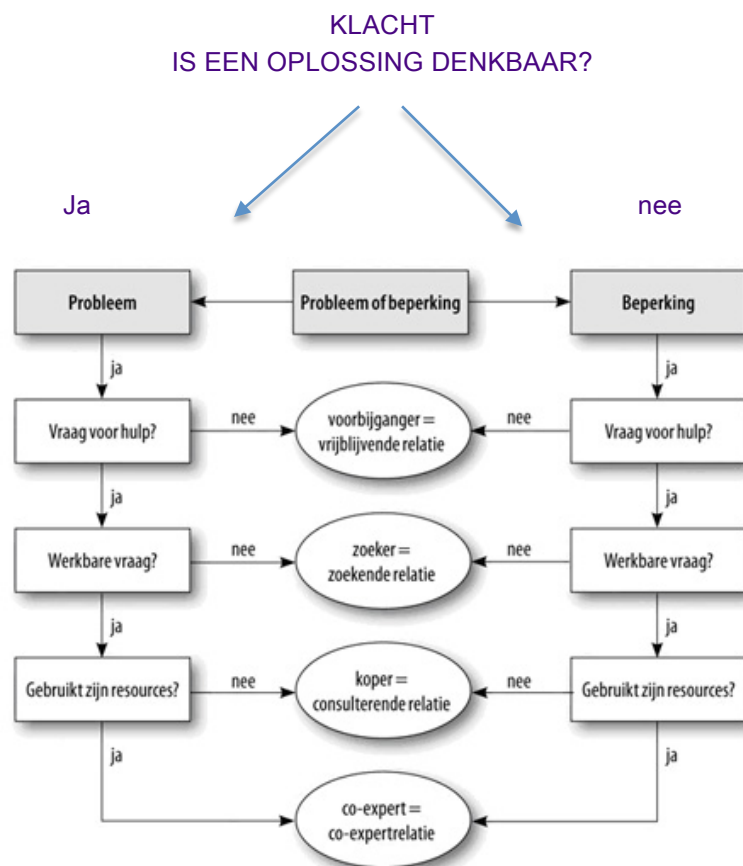 KLACHT
IS EEN OPLOSSING DENKBAAR?
Ja
nee
Probleem
Probleem of beperking
Beperking
ja
ja
Vraag voor hulp?
nee
voorbijganger =
vrijblijvende relatie
nee
Vraag voor hulp?
ja
ja
Werkbare vraag?
nee
zoeker =
zoekende relatie
nee
Werkbare vraag?
ja
ja
Gebruikt zijn resources?
nee
koper =
consulterende relatie
nee
Gebruikt zijn resources?
ja
ja
co-expert =
co-expertrelatie